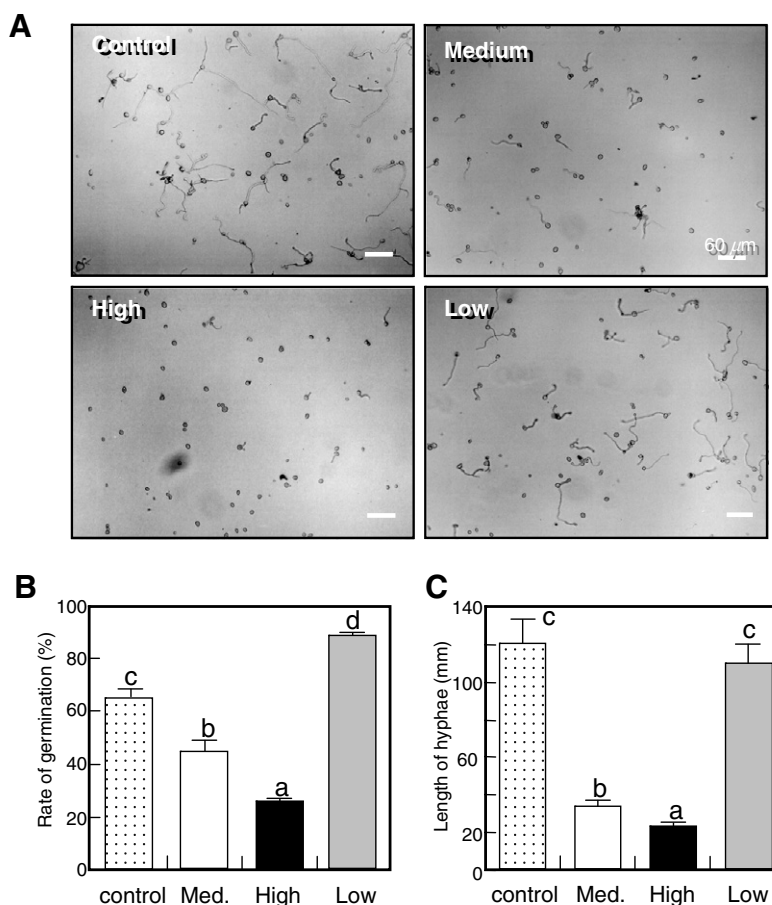 A
Control
Medium
60 µm
High
Low
B
C
Rate of germination (%)
100
80
60
40
20
0
c
b
a
d
control Med. High Low
Length of hyphae (mm)
140
100
60
20
0
c
b
a
c
control Med. High Low